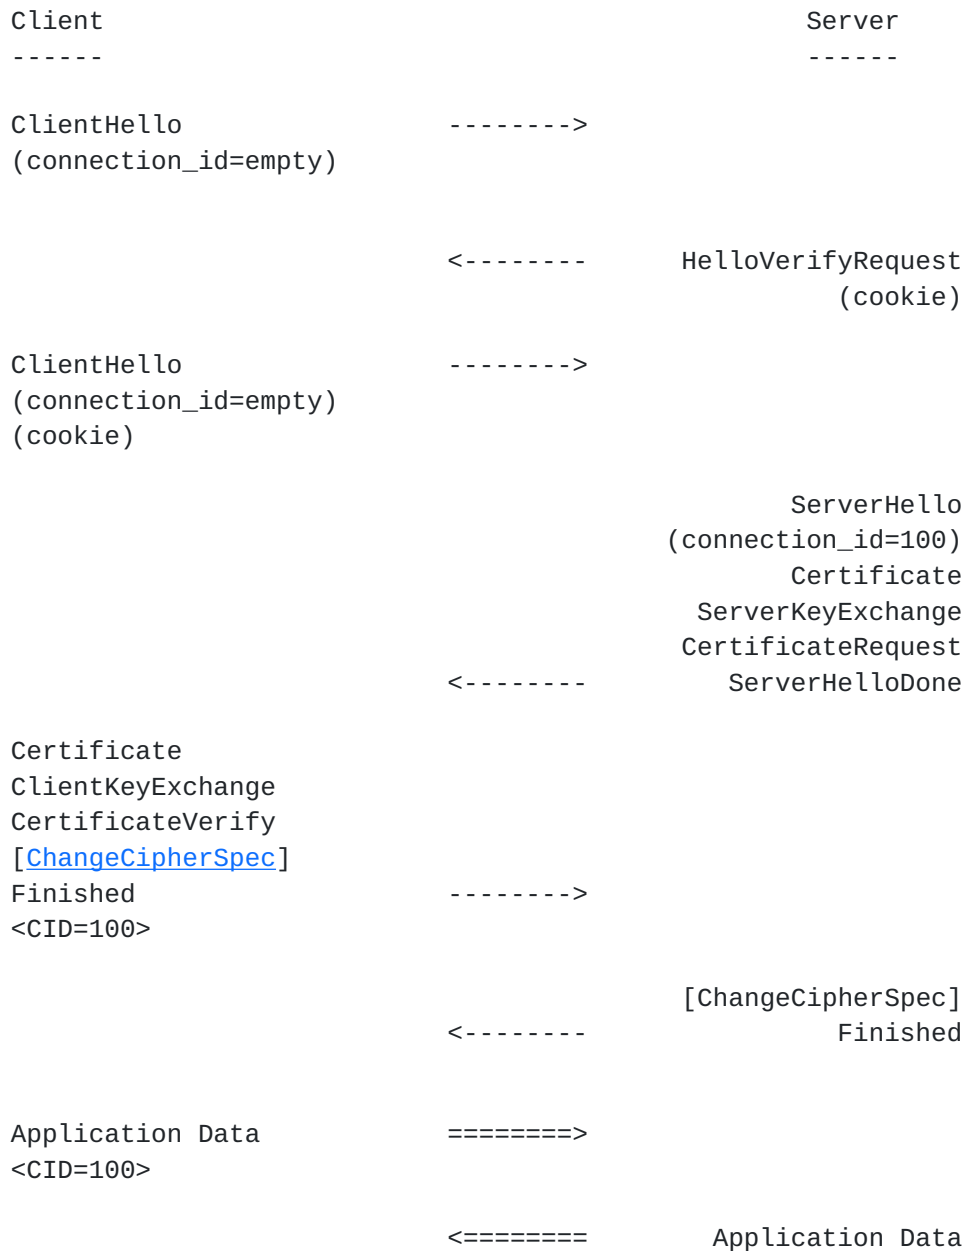 Client                                              Server
------                                              ------
ClientHello                 -------->
(connection_id=empty)
                            <--------      HelloVerifyRequest
                                                     (cookie)
ClientHello                 -------->
(connection_id=empty)
(cookie)
                                                  ServerHello
                                          (connection_id=100)
                                                  Certificate
                                            ServerKeyExchange
                                           CertificateRequest
                            <--------         ServerHelloDone
Certificate
ClientKeyExchange
CertificateVerify
[ChangeCipherSpec]
Finished                    -------->
<CID=100>
                                           [ChangeCipherSpec]
                            <--------                Finished
Application Data            ========>
<CID=100>
                            <========        Application Data